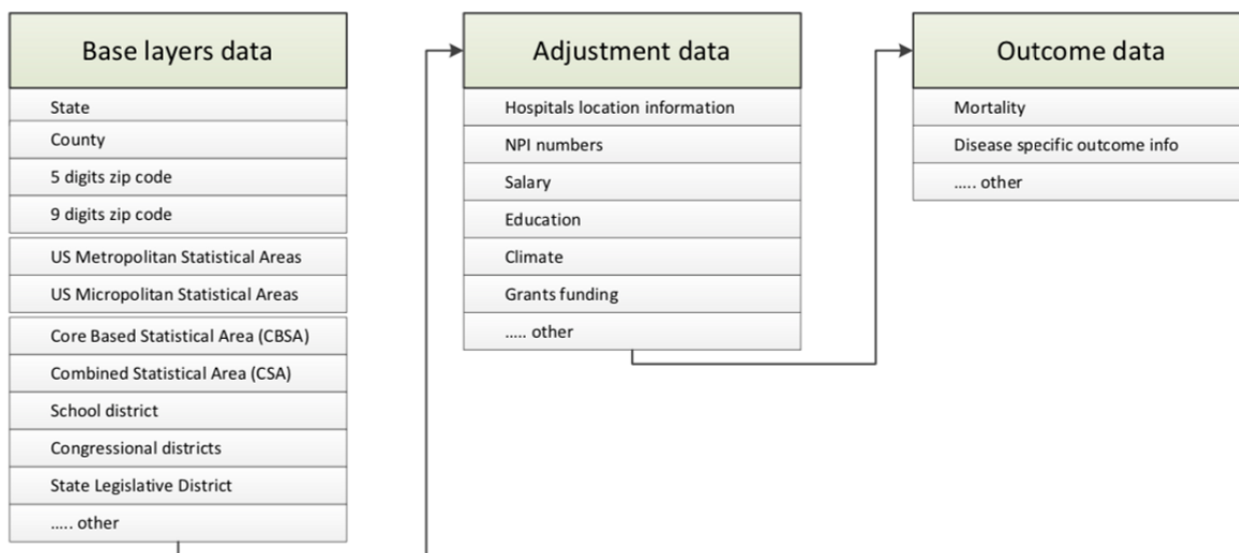 Base layers data
State
County
5 digits zip code
9 digits zip code
US Metropolitan Statistical Areas
US Micropolitan Statistical Areas
Core Based Statistical Area (CBSA)
Combined Statistical Area (CSA)
School district
Congressional districts
State Legislative District
..... other
Adjustment data
Hospitals location information
NPI numbers
Salary
Education
Climate
Grants funding
..... other
Outcome data
Mortality
Disease specific outcome info
..... other